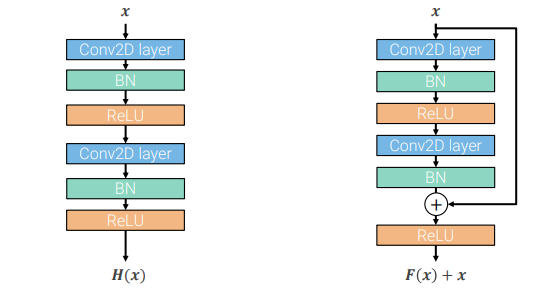 x
Conv2D layer
BN
ReLU
Conv2D layer
BN
ReLU
H(x)
x
Conv2D layer
BN
ReLU
Conv2D layer
BN
+
ReLU
F(x) + x